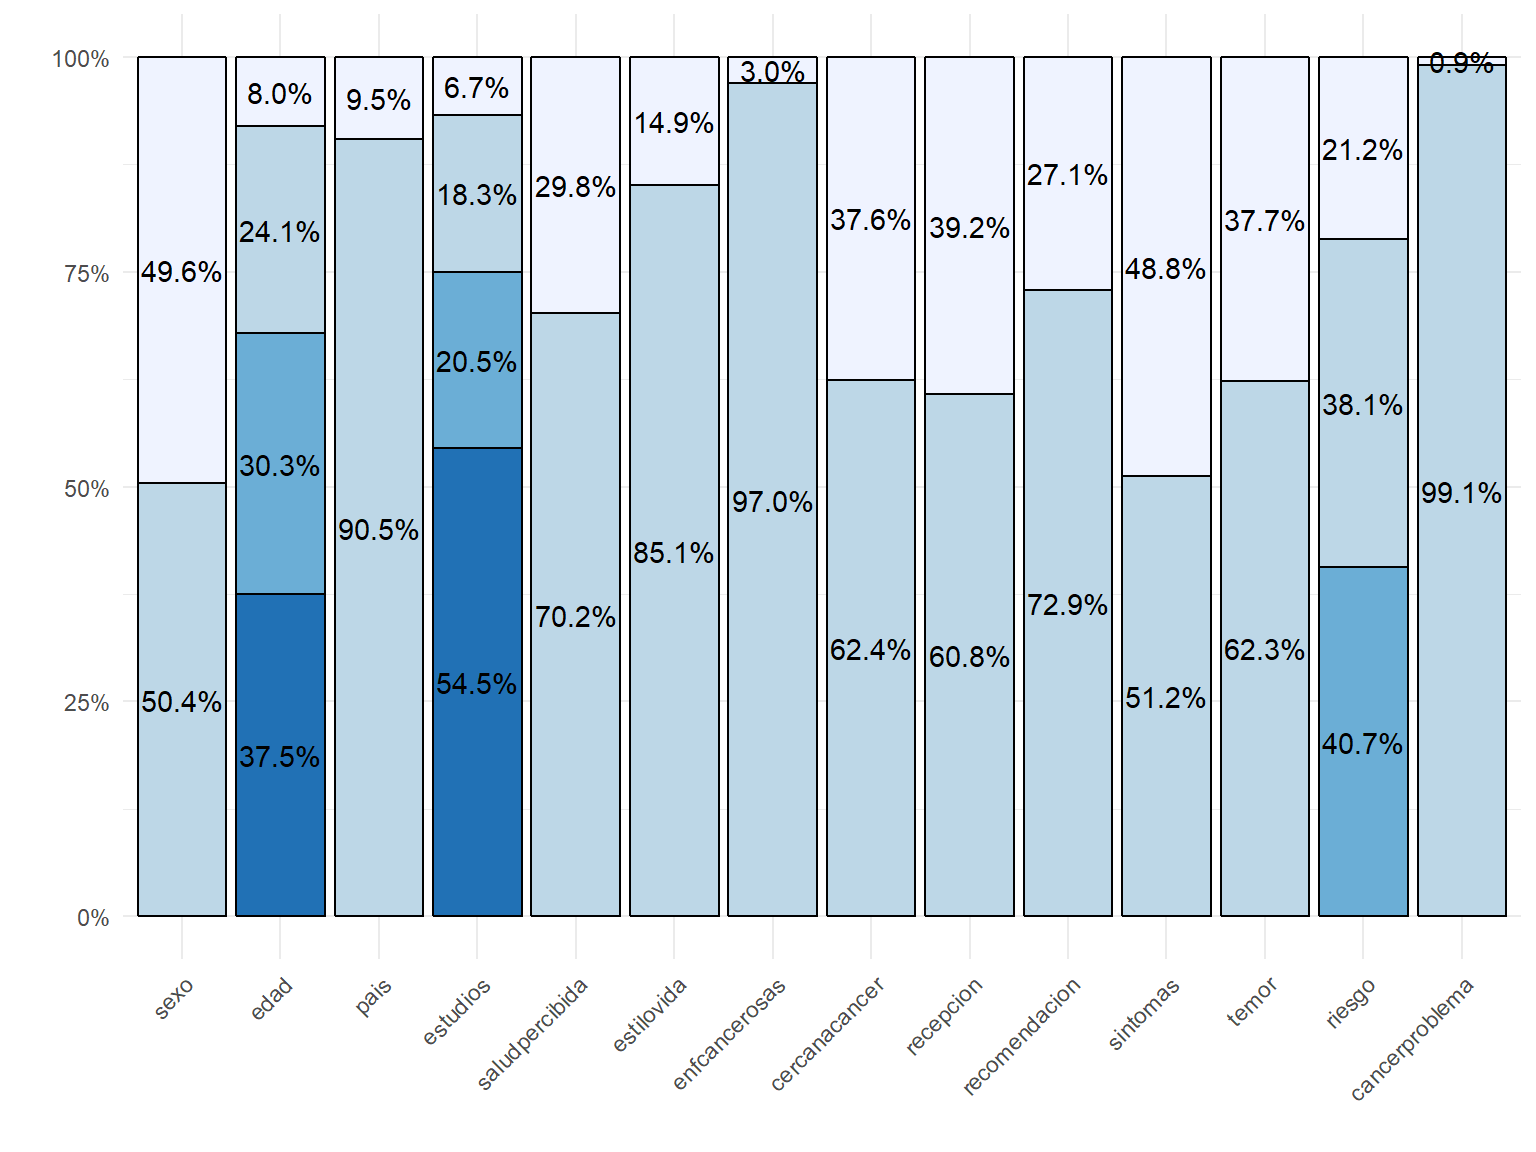 100%
75%
50%
25%
0%
49.6%
50.4%
8.0%
24.1%
30.3%
37.5%
9.5%
90.5%
6.7%
18.3%
20.5%
54.5%
29.8%
70.2%
14.9%
85.1%
3.0%
97.0%
37.6%
62.4%
39.2%
60.8%
27.1%
72.9%
48.8%
51.2%
37.7%
62.3%
21.2%
38.1%
40.7%
0.9%
99.1%
sexo
edad
pais
estudios
saludpercibida
estilovida
enfcancerosas
cercanacancer
recepcion
recomendacion
sintomas
temor
riesgo
cancerproblema